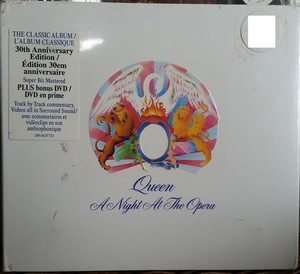 THE CLASSIC ALBUM /
L'ALBUM CLASSIQUE
30th Anniversary
Edition /
Édition 30em
anniversaire
Super Bit Mastered
PLUS bonus DVD /
DVD en prime
Track by Track commentary,
Videos all in Surround Sound/
avec commentaires et
vidéoclips en son
ambiophonique
Queen
A Night At The Opera